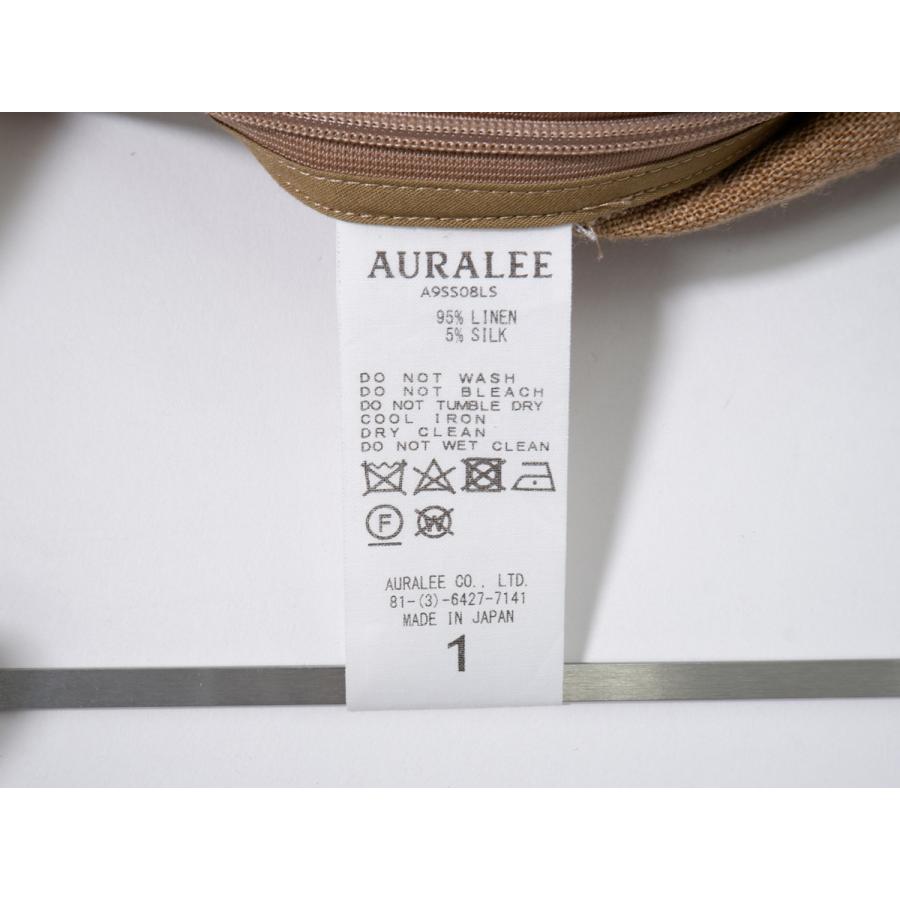 AURALEE
A9SS08LS
95% LINEN
5% SILK
DO NOT WASH
DO NOT BLEACH
DO NOT TUMBLE DRY
COOL IRON
DRY CLEAN
DO NOT WET CLEAN
F W
AURALEE CO., LTD.
81-(3)-6427-7141
MADE IN JAPAN
1